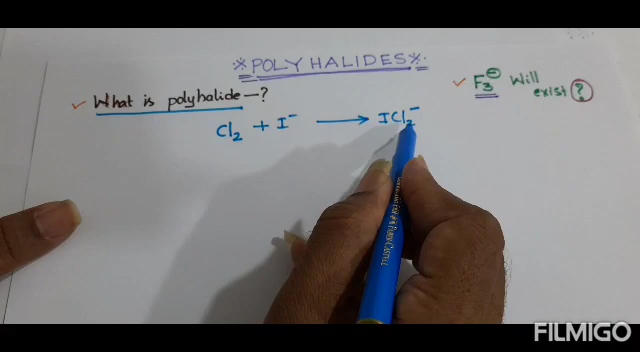 *POLY HALIDES*
✓ What is polyhalide—?
Cl₂ + I⁻ ⟶ ICl₂⁻
✓ F₃⊖ Will
exist ?
FILMIGO